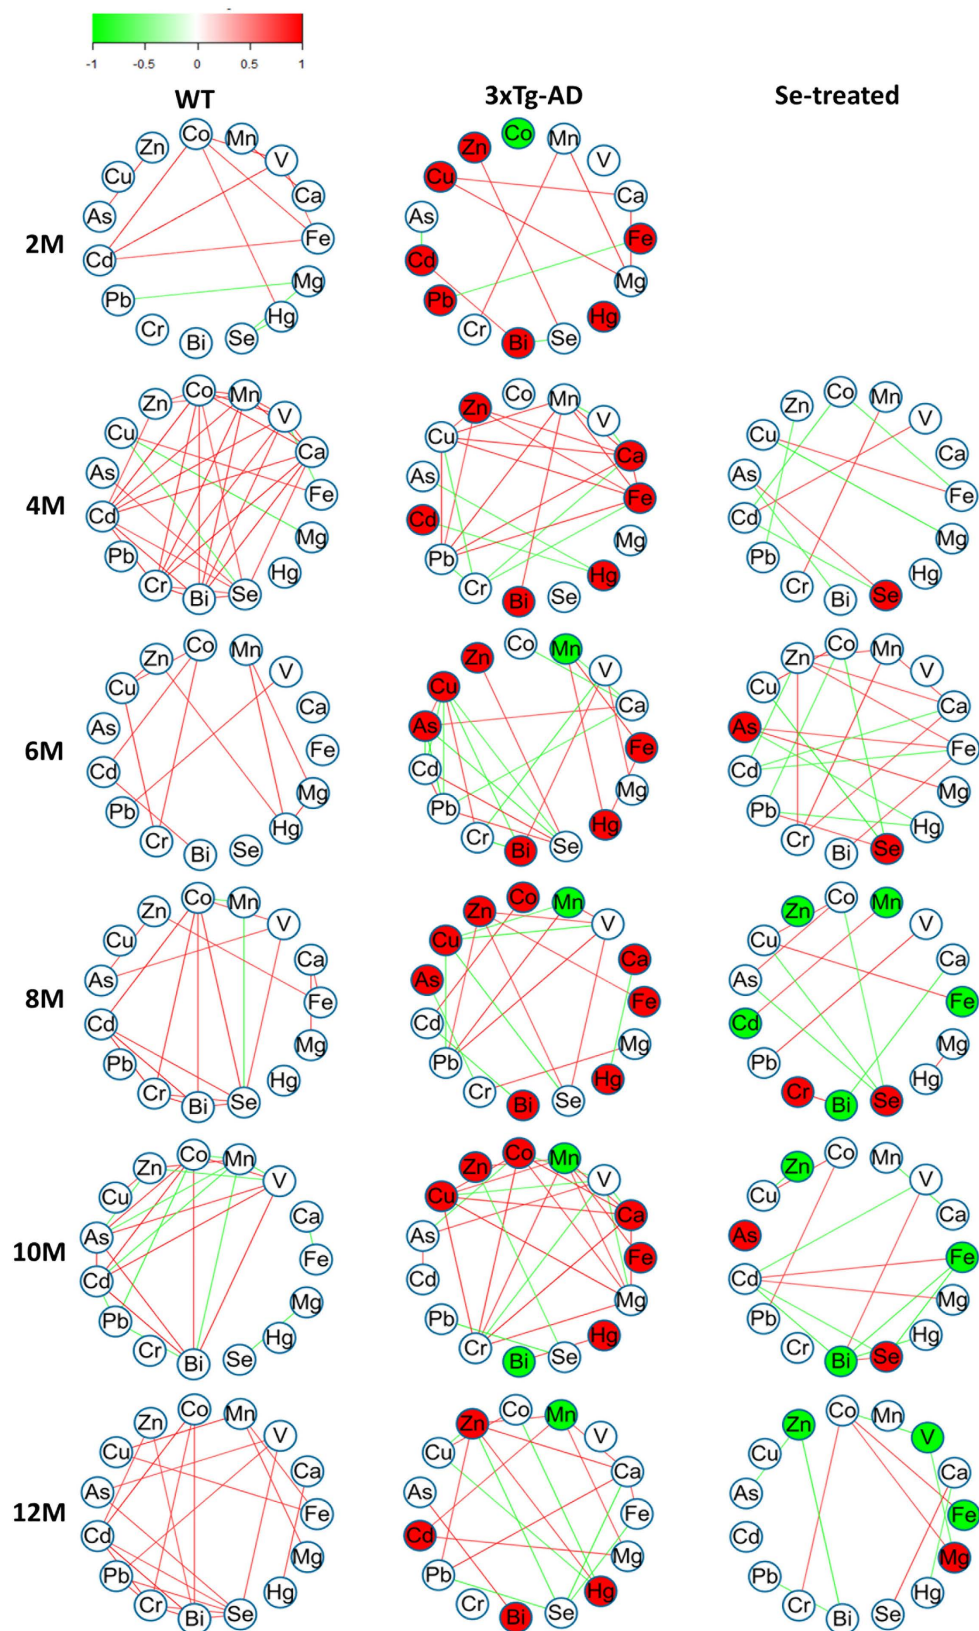 -1 -0.5 0 0.5 1
WT 3xTg-AD Se-treated
2M
Co Mn V Ca Fe Mg Hg Se Bi Cr Pb Cd As Cu Zn
Co Mn V Ca Fe Mg Hg Se Bi Cr Pb Cd As Cu Zn
4M
Co Mn V Ca Fe Mg Hg Se Bi Cr Pb Cd As Cu Zn
Co Mn V Ca Fe Mg Hg Se Bi Cr Pb Cd As Cu Zn
Co Mn V Ca Fe Mg Hg Se Bi Cr Pb Cd As Cu Zn
6M
Co Mn V Ca Fe Mg Hg Se Bi Cr Pb Cd As Cu Zn
Co Mn V Ca Fe Mg Hg Se Bi Cr Pb Cd As Cu Zn
Co Mn V Ca Fe Mg Hg Se Bi Cr Pb Cd As Cu Zn
8M
Co Mn V Ca Fe Mg Hg Se Bi Cr Pb Cd As Cu Zn
Co Mn V Ca Fe Mg Hg Se Bi Cr Pb Cd As Cu Zn
Co Mn V Ca Fe Mg Hg Se Bi Cr Pb Cd As Cu Zn
10M
Co Mn V Ca Fe Mg Hg Se Bi Cr Pb Cd As Cu Zn
Co Mn V Ca Fe Mg Hg Se Bi Cr Pb Cd As Cu Zn
Co Mn V Ca Fe Mg Hg Se Bi Cr Pb Cd As Cu Zn
12M
Co Mn V Ca Fe Mg Hg Se Bi Cr Pb Cd As Cu Zn
Co Mn V Ca Fe Mg Hg Se Bi Cr Pb Cd As Cu Zn
Co Mn V Ca Fe Mg Hg Se Bi Cr Pb Cd As Cu Zn